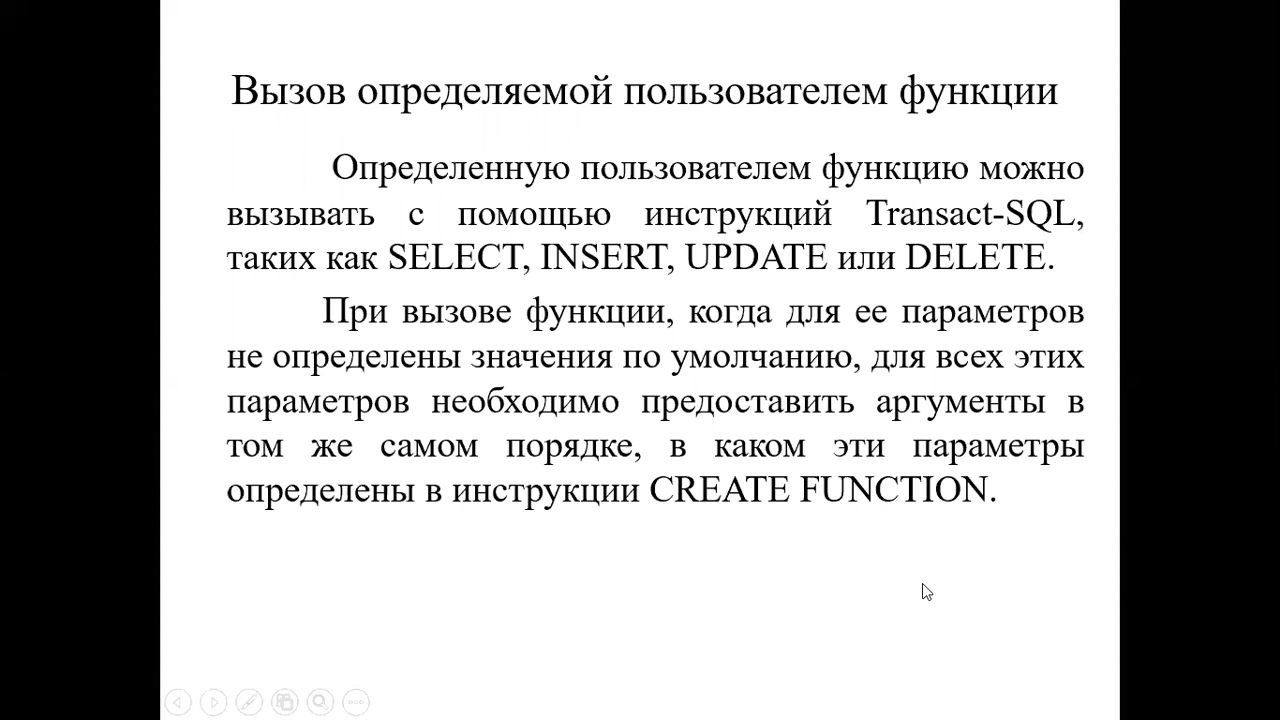 Вызов определяемой пользователем функции
Определенную пользователем функцию можно
вызывать с помощью инструкций Transact-SQL,
таких как SELECT, INSERT, UPDATE или DELETE.
При вызове функции, когда для ее параметров
не определены значения по умолчанию, для всех этих
параметров необходимо предоставить аргументы в
том же самом порядке, в каком эти параметры
определены в инструкции CREATE FUNCTION.